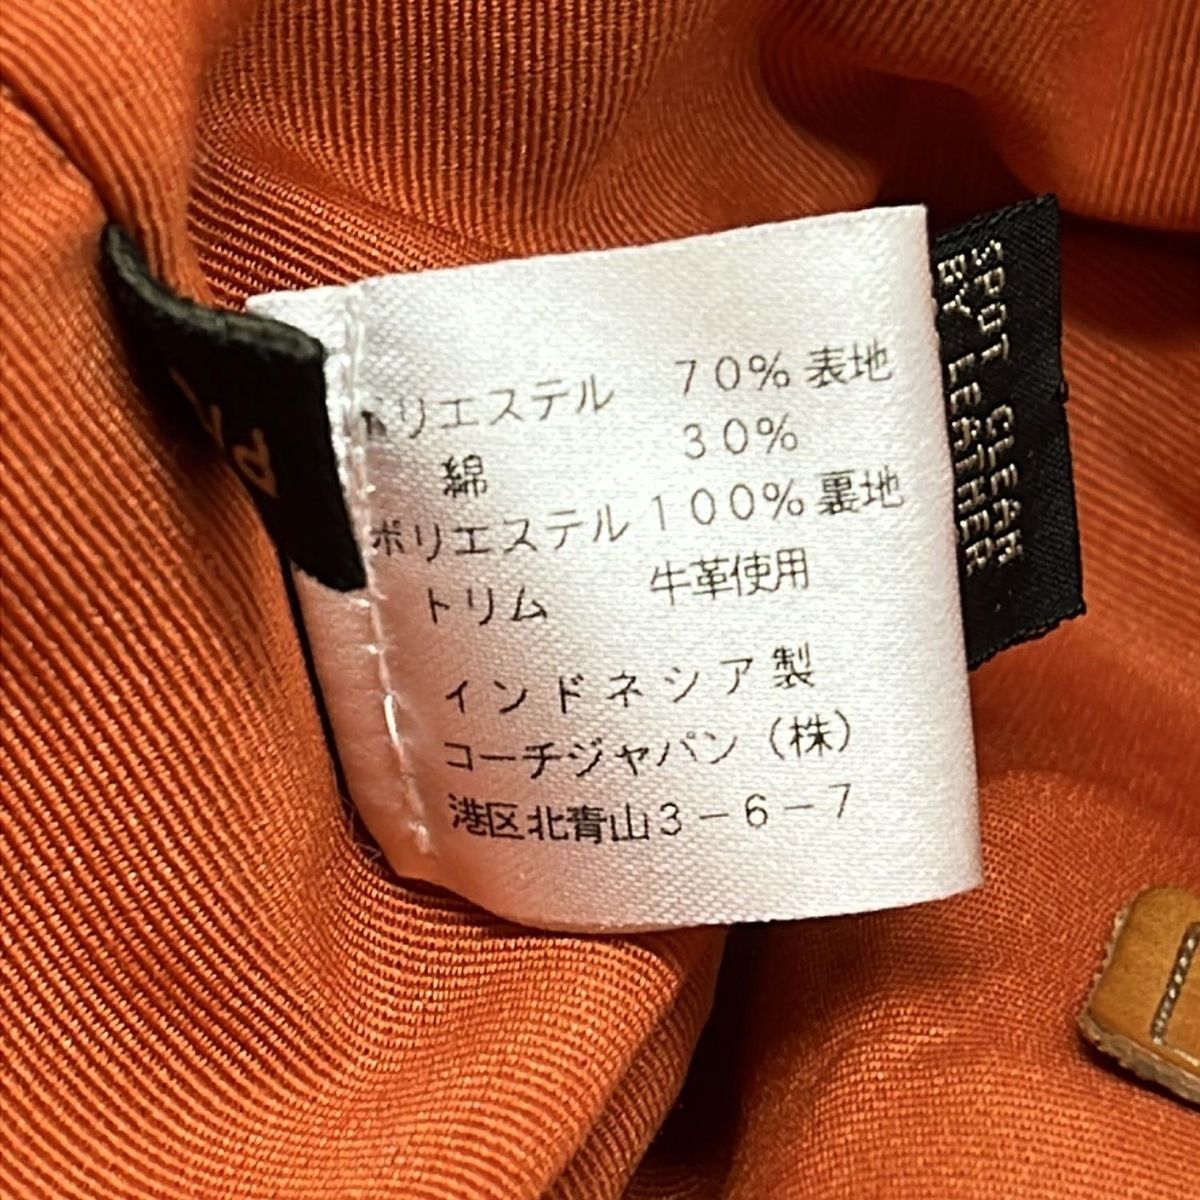 ポリエステル 70% 表地
綿 30%
ポリエステル 100% 裏地
トリム 牛革使用
インドネシア製
コーチジャパン（株）
港区北青山3-6-7
SPOT CLEAN
BY LEATHER